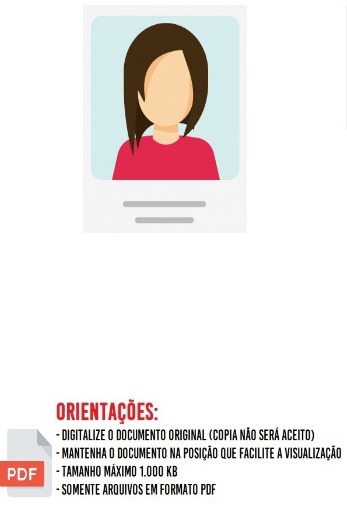 ORIENTAÇÕES:
- DIGITALIZE O DOCUMENTO ORIGINAL (COPIA NÃO SERÁ ACEITO)
- MANTENHA O DOCUMENTO NA POSIÇÃO QUE FACILITE A VISUALIZAÇÃO
- TAMANHO MÁXIMO 1.000 KB
- SOMENTE ARQUIVOS EM FORMATO PDF
PDF